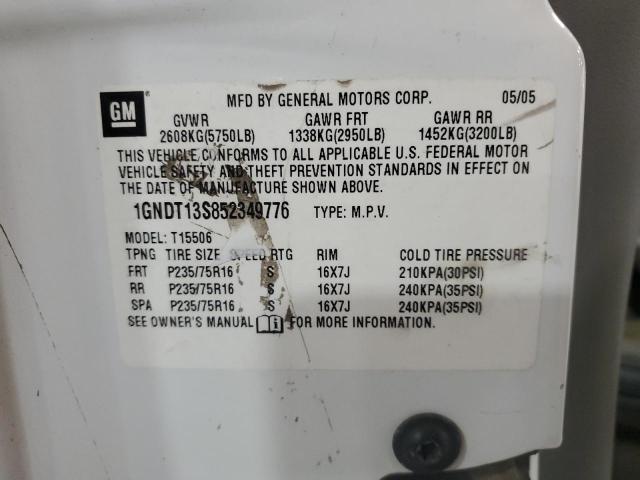 GM
MFD BY GENERAL MOTORS CORP. 05/05
GVWR GAWR FRT GAWR RR
2608KG(5750LB) 1338KG(2950LB) 1452KG(3200LB)
THIS VEHICLE CONFORMS TO ALL APPLICABLE U.S. FEDERAL MOTOR
VEHICLE SAFETY AND THEFT PREVENTION STANDARDS IN EFFECT ON
THE DATE OF MANUFACTURE SHOWN ABOVE.
1GNDT13S852349776 TYPE: M.P.V.
MODEL: T15506
TPNG TIRE SIZE SPEED RTG RIM COLD TIRE PRESSURE
FRT P235/75R16 S 16X7J 210KPA(30PSI)
RR P235/75R16 S 16X7J 240KPA(35PSI)
SPA P235/75R16 S 16X7J 240KPA(35PSI)
SEE OWNER'S MANUAL FOR MORE INFORMATION.